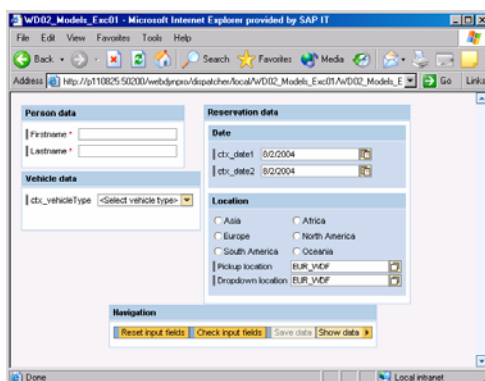 WD02_Models_Exc01 - Microsoft Internet Explorer provided by SAP IT
File Edit View Favorites Tools Help
Back Search Favorites Media
Address http://p110825.50200/webdynpro/dispatcher/local/WD02_Models_Exc01/WD02_Models_E Go Links
Person data
Firstname *
Lastname *
Vehicle data
ctx_vehicleType <Select vehicle type>
Reservation data
Date
ctx_date1 8/2/2004
ctx_date2 8/2/2004
Location
Asia Africa
Europe North America
South America Oceania
Pickup location EUR_WDF
Dropdown location EUR_WDF
Navigation
Reset input fields Check input fields Save data Show data
Done Local intranet